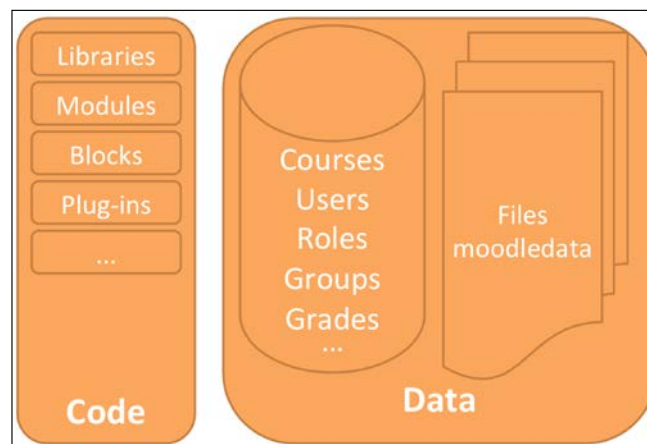 Libraries
Modules
Blocks
Plug-ins
...
Code
Courses
Users
Roles
Groups
Grades
...
Files
moodledata
Data